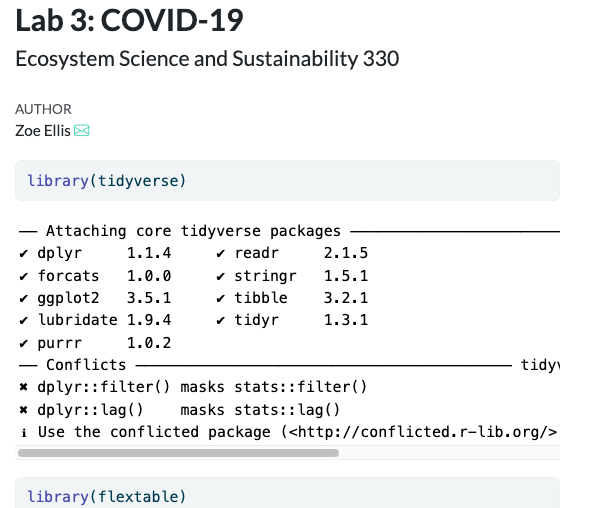 Lab 3: COVID-19
Ecosystem Science and Sustainability 330
AUTHOR
Zoe Ellis
library(tidyverse)
── Attaching core tidyverse packages ─────────────────────
✔ dplyr     1.1.4     ✔ readr     2.1.5
✔ forcats   1.0.0     ✔ stringr   1.5.1
✔ ggplot2   3.5.1     ✔ tibble    3.2.1
✔ lubridate 1.9.4     ✔ tidyr     1.3.1
✔ purrr     1.0.2
── Conflicts ────────────────────────────────────── tidyv
✖ dplyr::filter() masks stats::filter()
✖ dplyr::lag()    masks stats::lag()
ℹ Use the conflicted package (<http://conflicted.r-lib.org/>
library(flextable)